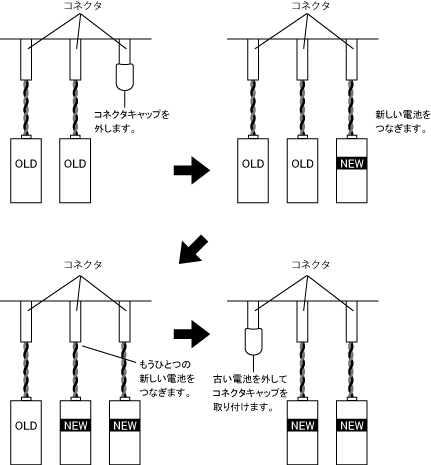 コネクタ
コネクタキャップを
外します。
OLD
OLD
コネクタ
新しい電池を
つなぎます。
OLD
OLD
NEW
コネクタ
もうひとつの
新しい電池を
つなぎます。
OLD
NEW
NEW
コネクタ
古い電池を外して
コネクタキャップを
取り付けます。
NEW
NEW